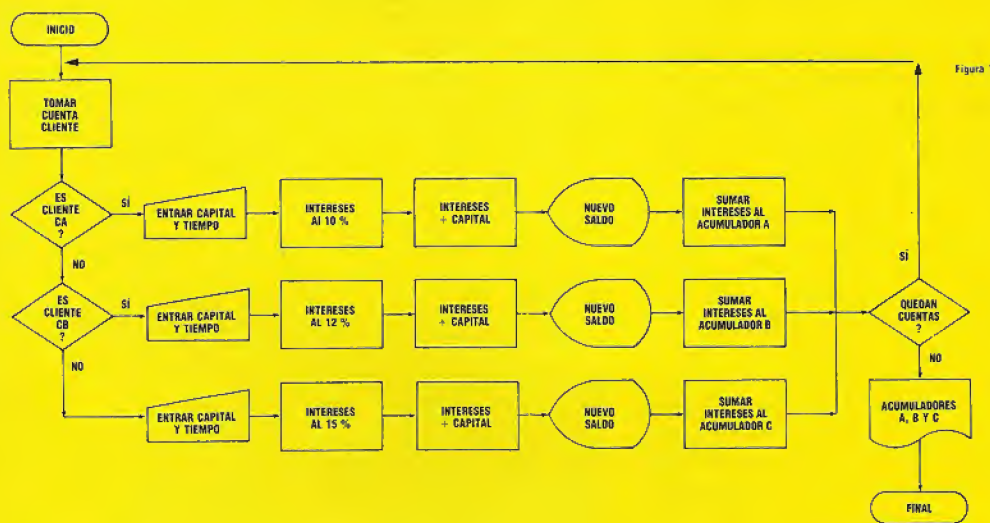 INICIO
Figura
TOMAR
CUENTA
CLIENTE
ES
CLIENTE
CA
?
SÍ
ENTRAR CAPITAL
Y TIEMPO
INTERESES
Al 10 %
INTERESES
+ CAPITAL
NUEVO
SALDO
SUMAR
INTERESES AL
ACUMULADOR A
NO
ES
CLIENTE
CB
?
SÍ
ENTRAR CAPITAL
Y TIEMPO
INTERESES
AL 12 %
INTERESES
+ CAPITAL
NUEVO
SALDO
SUMAR
INTERESES AL
ACUMULADOR B
NO
ENTRAR CAPITAL
Y TIEMPO
INTERESES
AL 15 %
INTERESES
+ CAPITAL
NUEVO
SALDO
SUMAR
INTERESES AL
ACUMULADOR C
SÍ
QUEDAN
CUENTAS
?
NO
ACUMULADORES
A, B Y C
FINAL